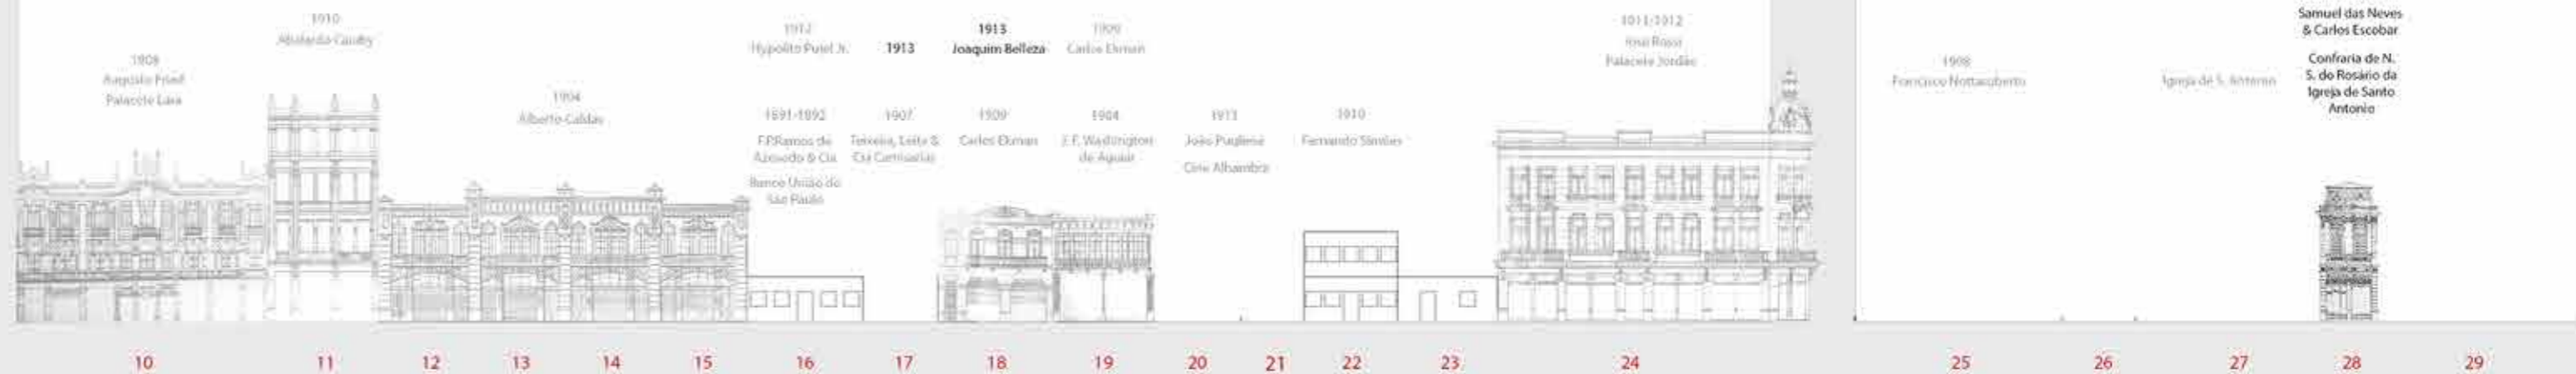 1908
Augusto Fried
Palacete Lara
1910
Abelardo Caiuby
1904
Alberto Caldas
1912
Hypolito Pujol Jr.
1891-1892
F.P.Ramos de
Azevedo & Cia
Banco União de
São Paulo
1913
1907
Teixeira, Leite &
Cia
1913
Joaquim Belleza
1909
Carlos Ekman
1909
Carlos Ekman
1904
de Aguiar
1913
João Pugliese
Cine Alhambra
1910
Fernando Simões
1911-1912
José Rossi
Palacete Jordão
1908
Francisco Nottaroberto
Igreja de S. Antonio
Samuel das Neves
& Carlos Escobar
Confraria de N.
S. do Rosário da
Igreja de Santo
Antonio
10 11 12 13 14 15 16 17 18 19 20 21 22 23 24 25 26 27 28 29